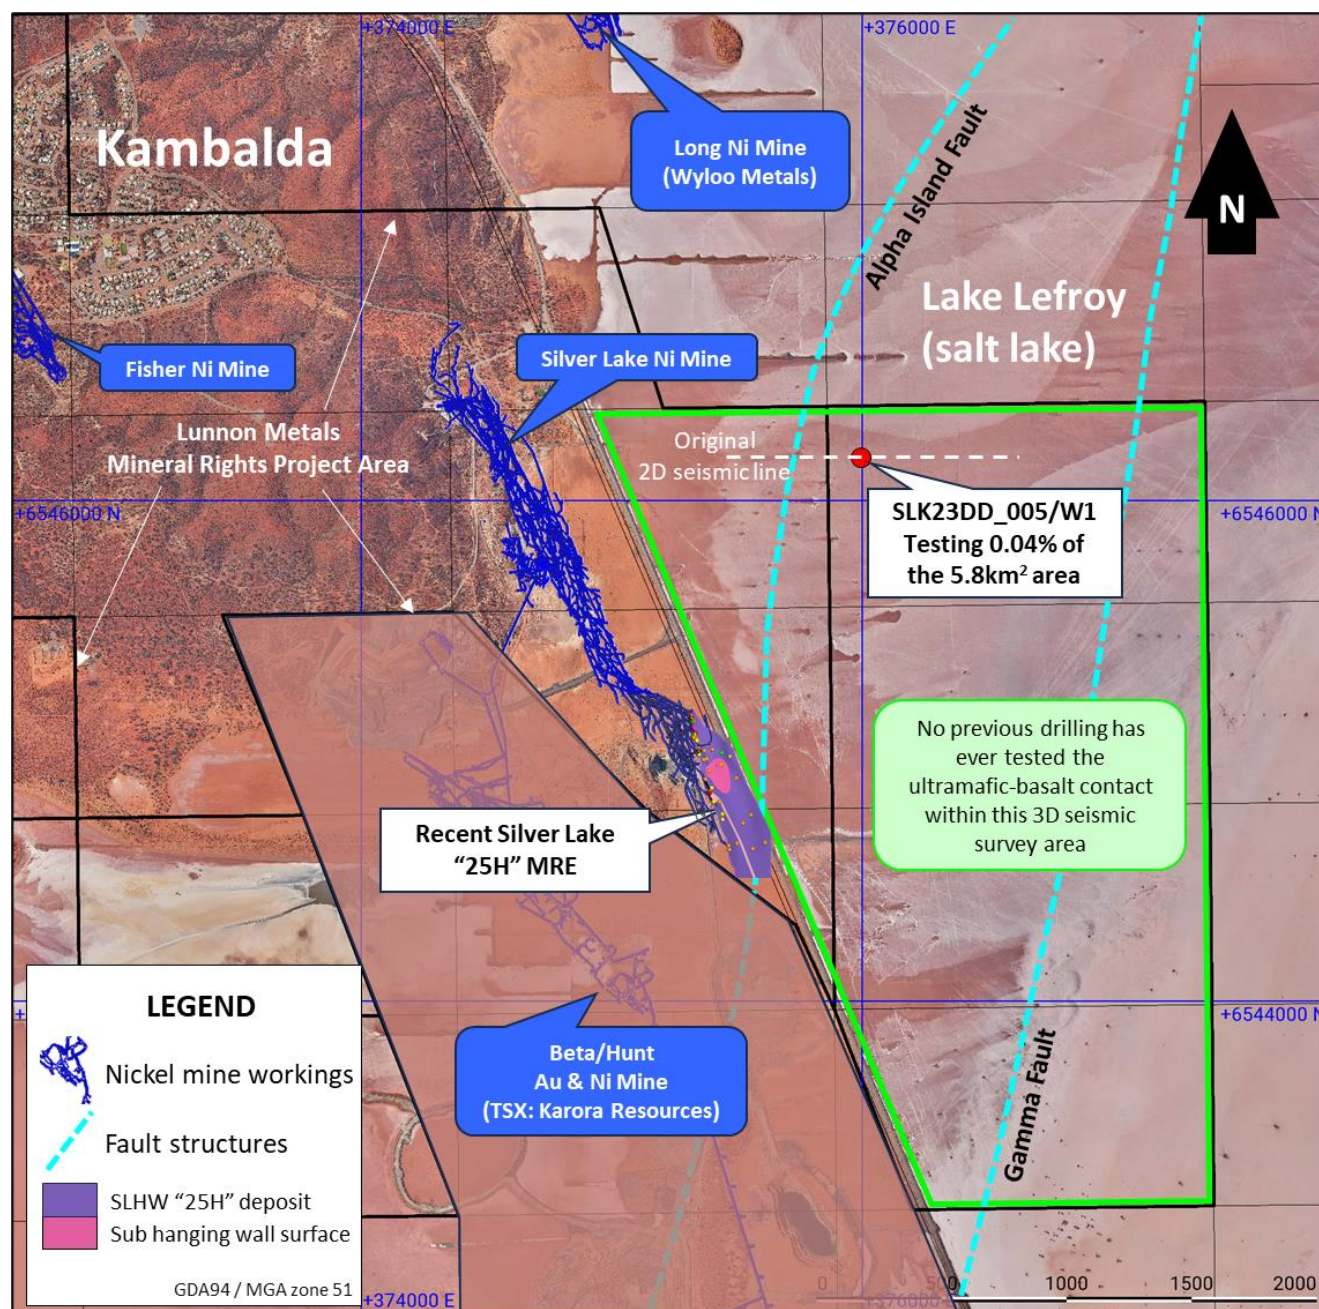 +374000 E
+376000 E
Kambalda
Long Ni Mine
(Wyloo Metals)
Alpha Island Fault
N
Lake Lefroy
(salt lake)
Fisher Ni Mine
Silver Lake Ni Mine
Lunnon Metals
Mineral Rights Project Area
Original
2D seismic line
+6546000 N
+6546000 N
SLK23DD_005/W1
Testing 0.04% of
the 5.8km² area
No previous drilling has
ever tested the
ultramafic-basalt contact
within this 3D seismic
survey area
Recent Silver Lake
“25H” MRE
+6544000 N
Beta/Hunt
Au & Ni Mine
(TSX: Karora Resources)
Gamma Fault
LEGEND
Nickel mine workings
Fault structures
SLHW “25H” deposit
Sub hanging wall surface
GDA94 / MGA zone 51
+374000 E
+376000 E
0 500 1000 1500 2000